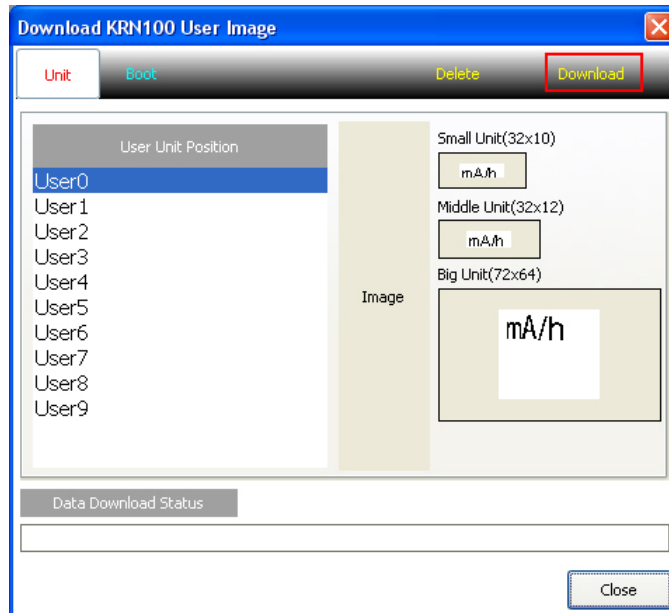 Download KRN100 User Image
Unit Boot Delete Download
User Unit Position
User0
User1
User2
User3
User4
User5
User6
User7
User8
User9
Image
Small Unit(32x10)
mA/h
Middle Unit(32x12)
mA/h
Big Unit(72x64)
mA/h
Data Download Status
Close